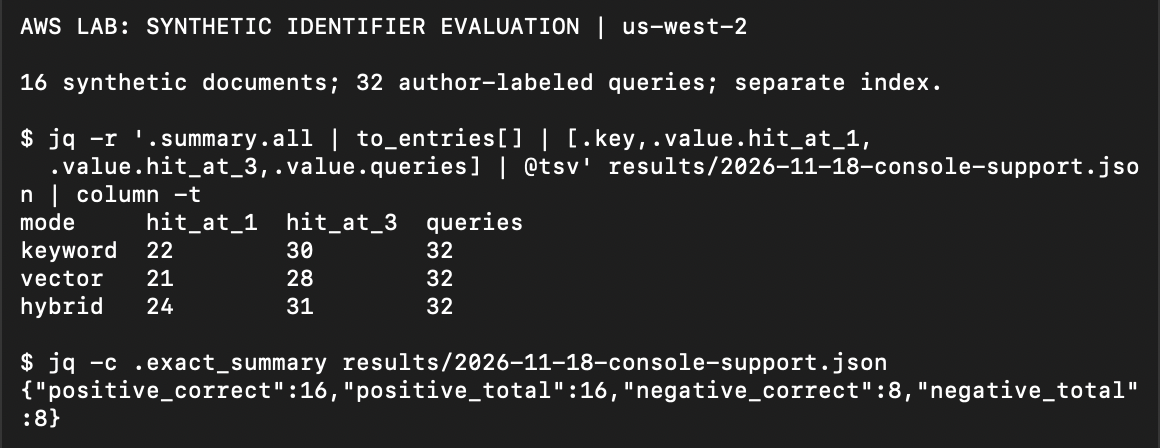 AWS LAB: SYNTHETIC IDENTIFIER EVALUATION | us-west-2
16 synthetic documents; 32 author-labeled queries; separate index.
$ jq -r '.summary.all | to_entries[] | [.key,.value.hit_at_1,
.value.hit_at_3,.value.queries] | @tsv' results/2026-11-18-console-support.jso
n | column -t
mode     hit_at_1  hit_at_3  queries
keyword  22        30        32
vector   21        28        32
hybrid   24        31        32
$ jq -c .exact_summary results/2026-11-18-console-support.json
{"positive_correct":16,"positive_total":16,"negative_correct":8,"negative_total"
:8}